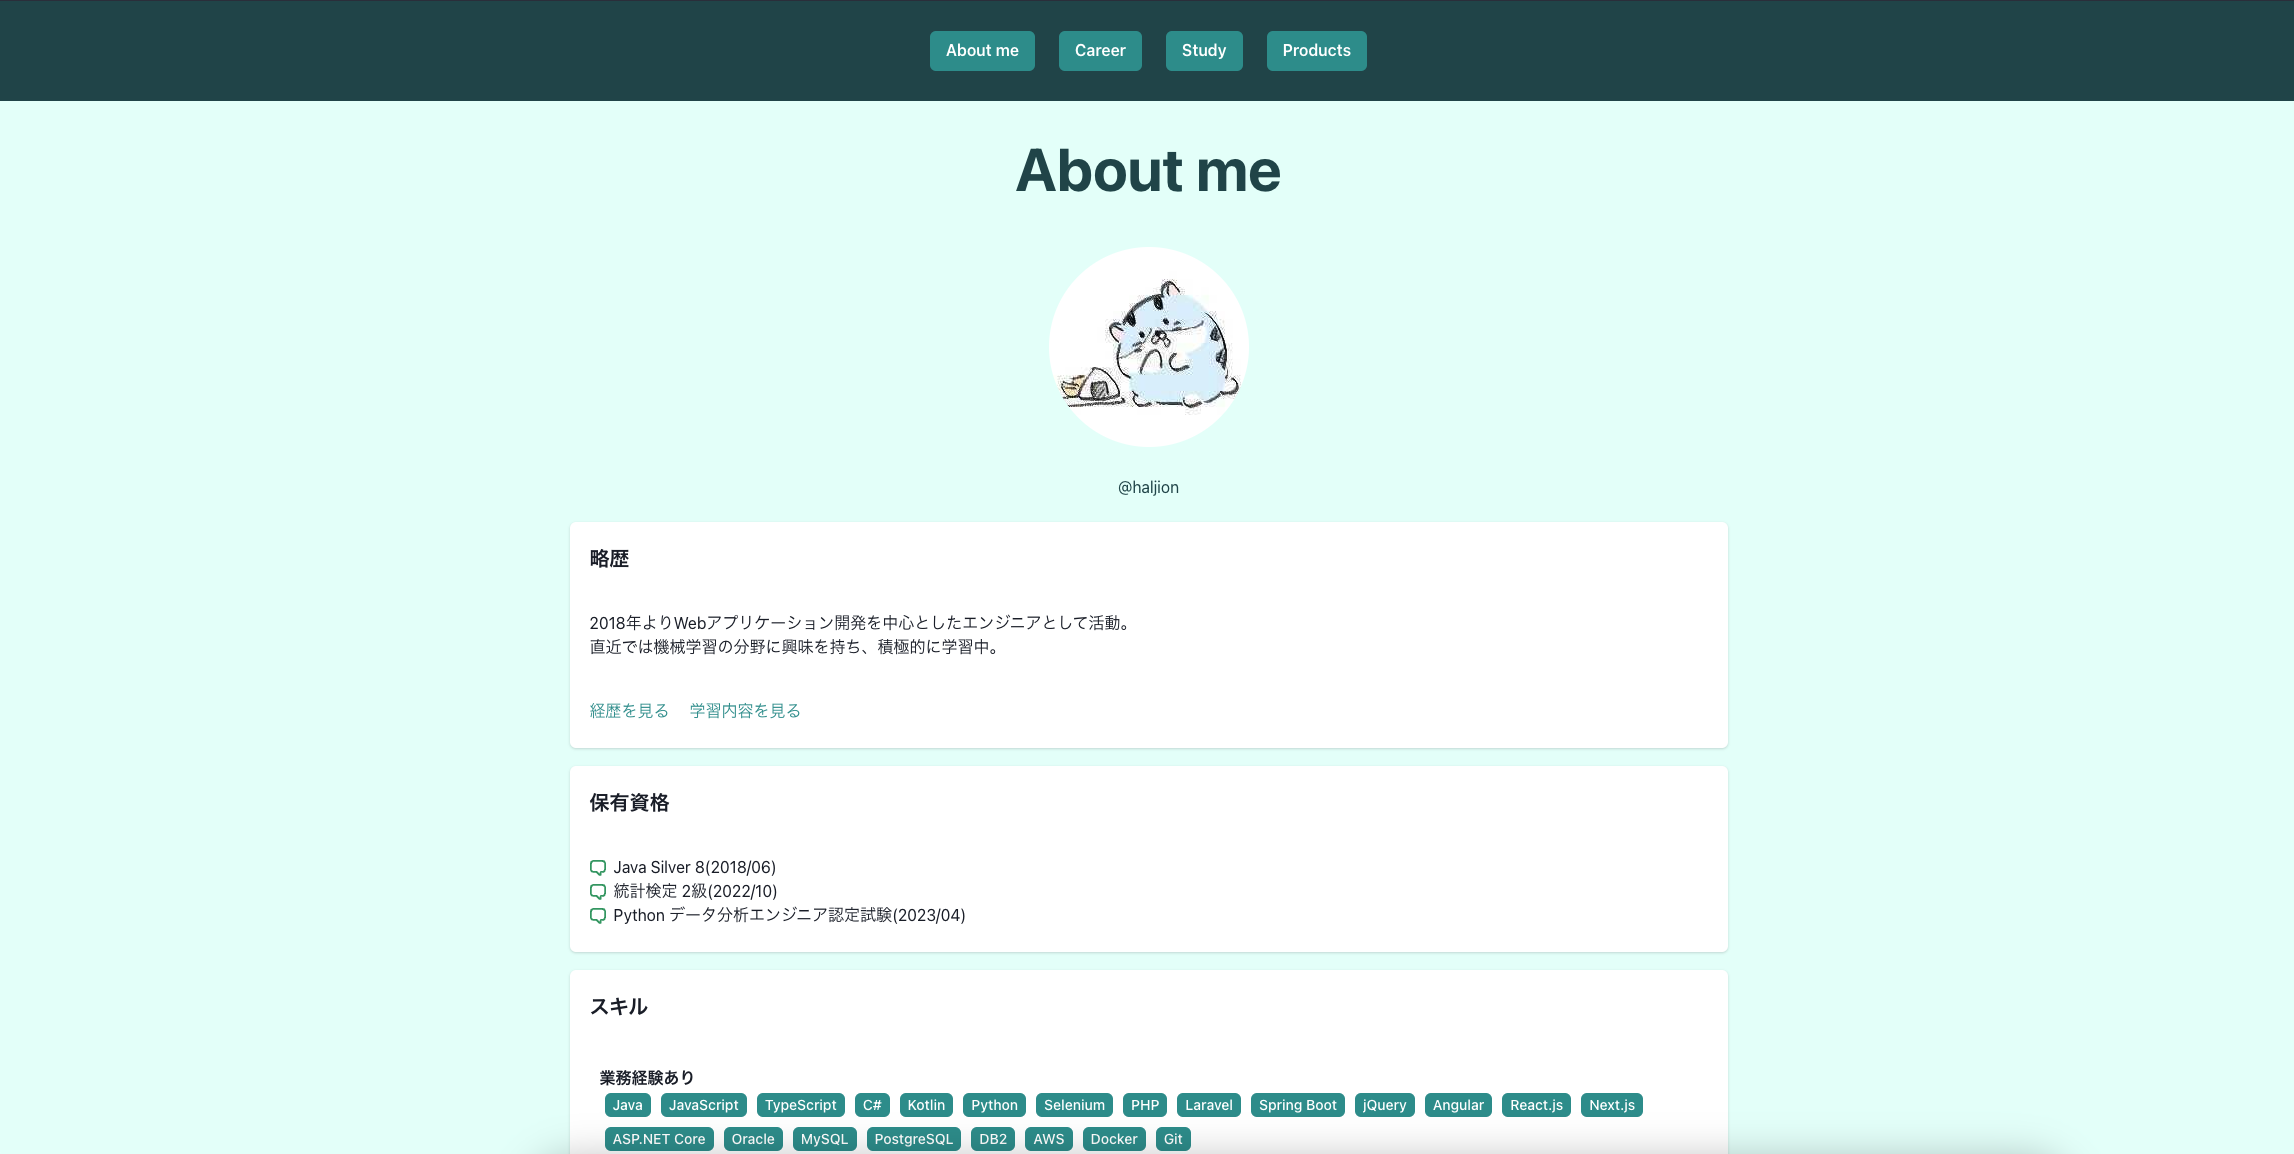 About me Career Study Products
About me
@haljion
略歴
2018年よりWebアプリケーション開発を中心としたエンジニアとして活動。
直近では機械学習の分野に興味を持ち、積極的に学習中。
経歴を見る 学習内容を見る
保有資格
Java Silver 8(2018/06)
統計検定 2級(2022/10)
Python データ分析エンジニア認定試験(2023/04)
スキル
業務経験あり
Java JavaScript TypeScript C# Kotlin Python Selenium PHP Laravel Spring Boot jQuery Angular React.js Next.js
ASP.NET Core Oracle MySQL PostgreSQL DB2 AWS Docker Git